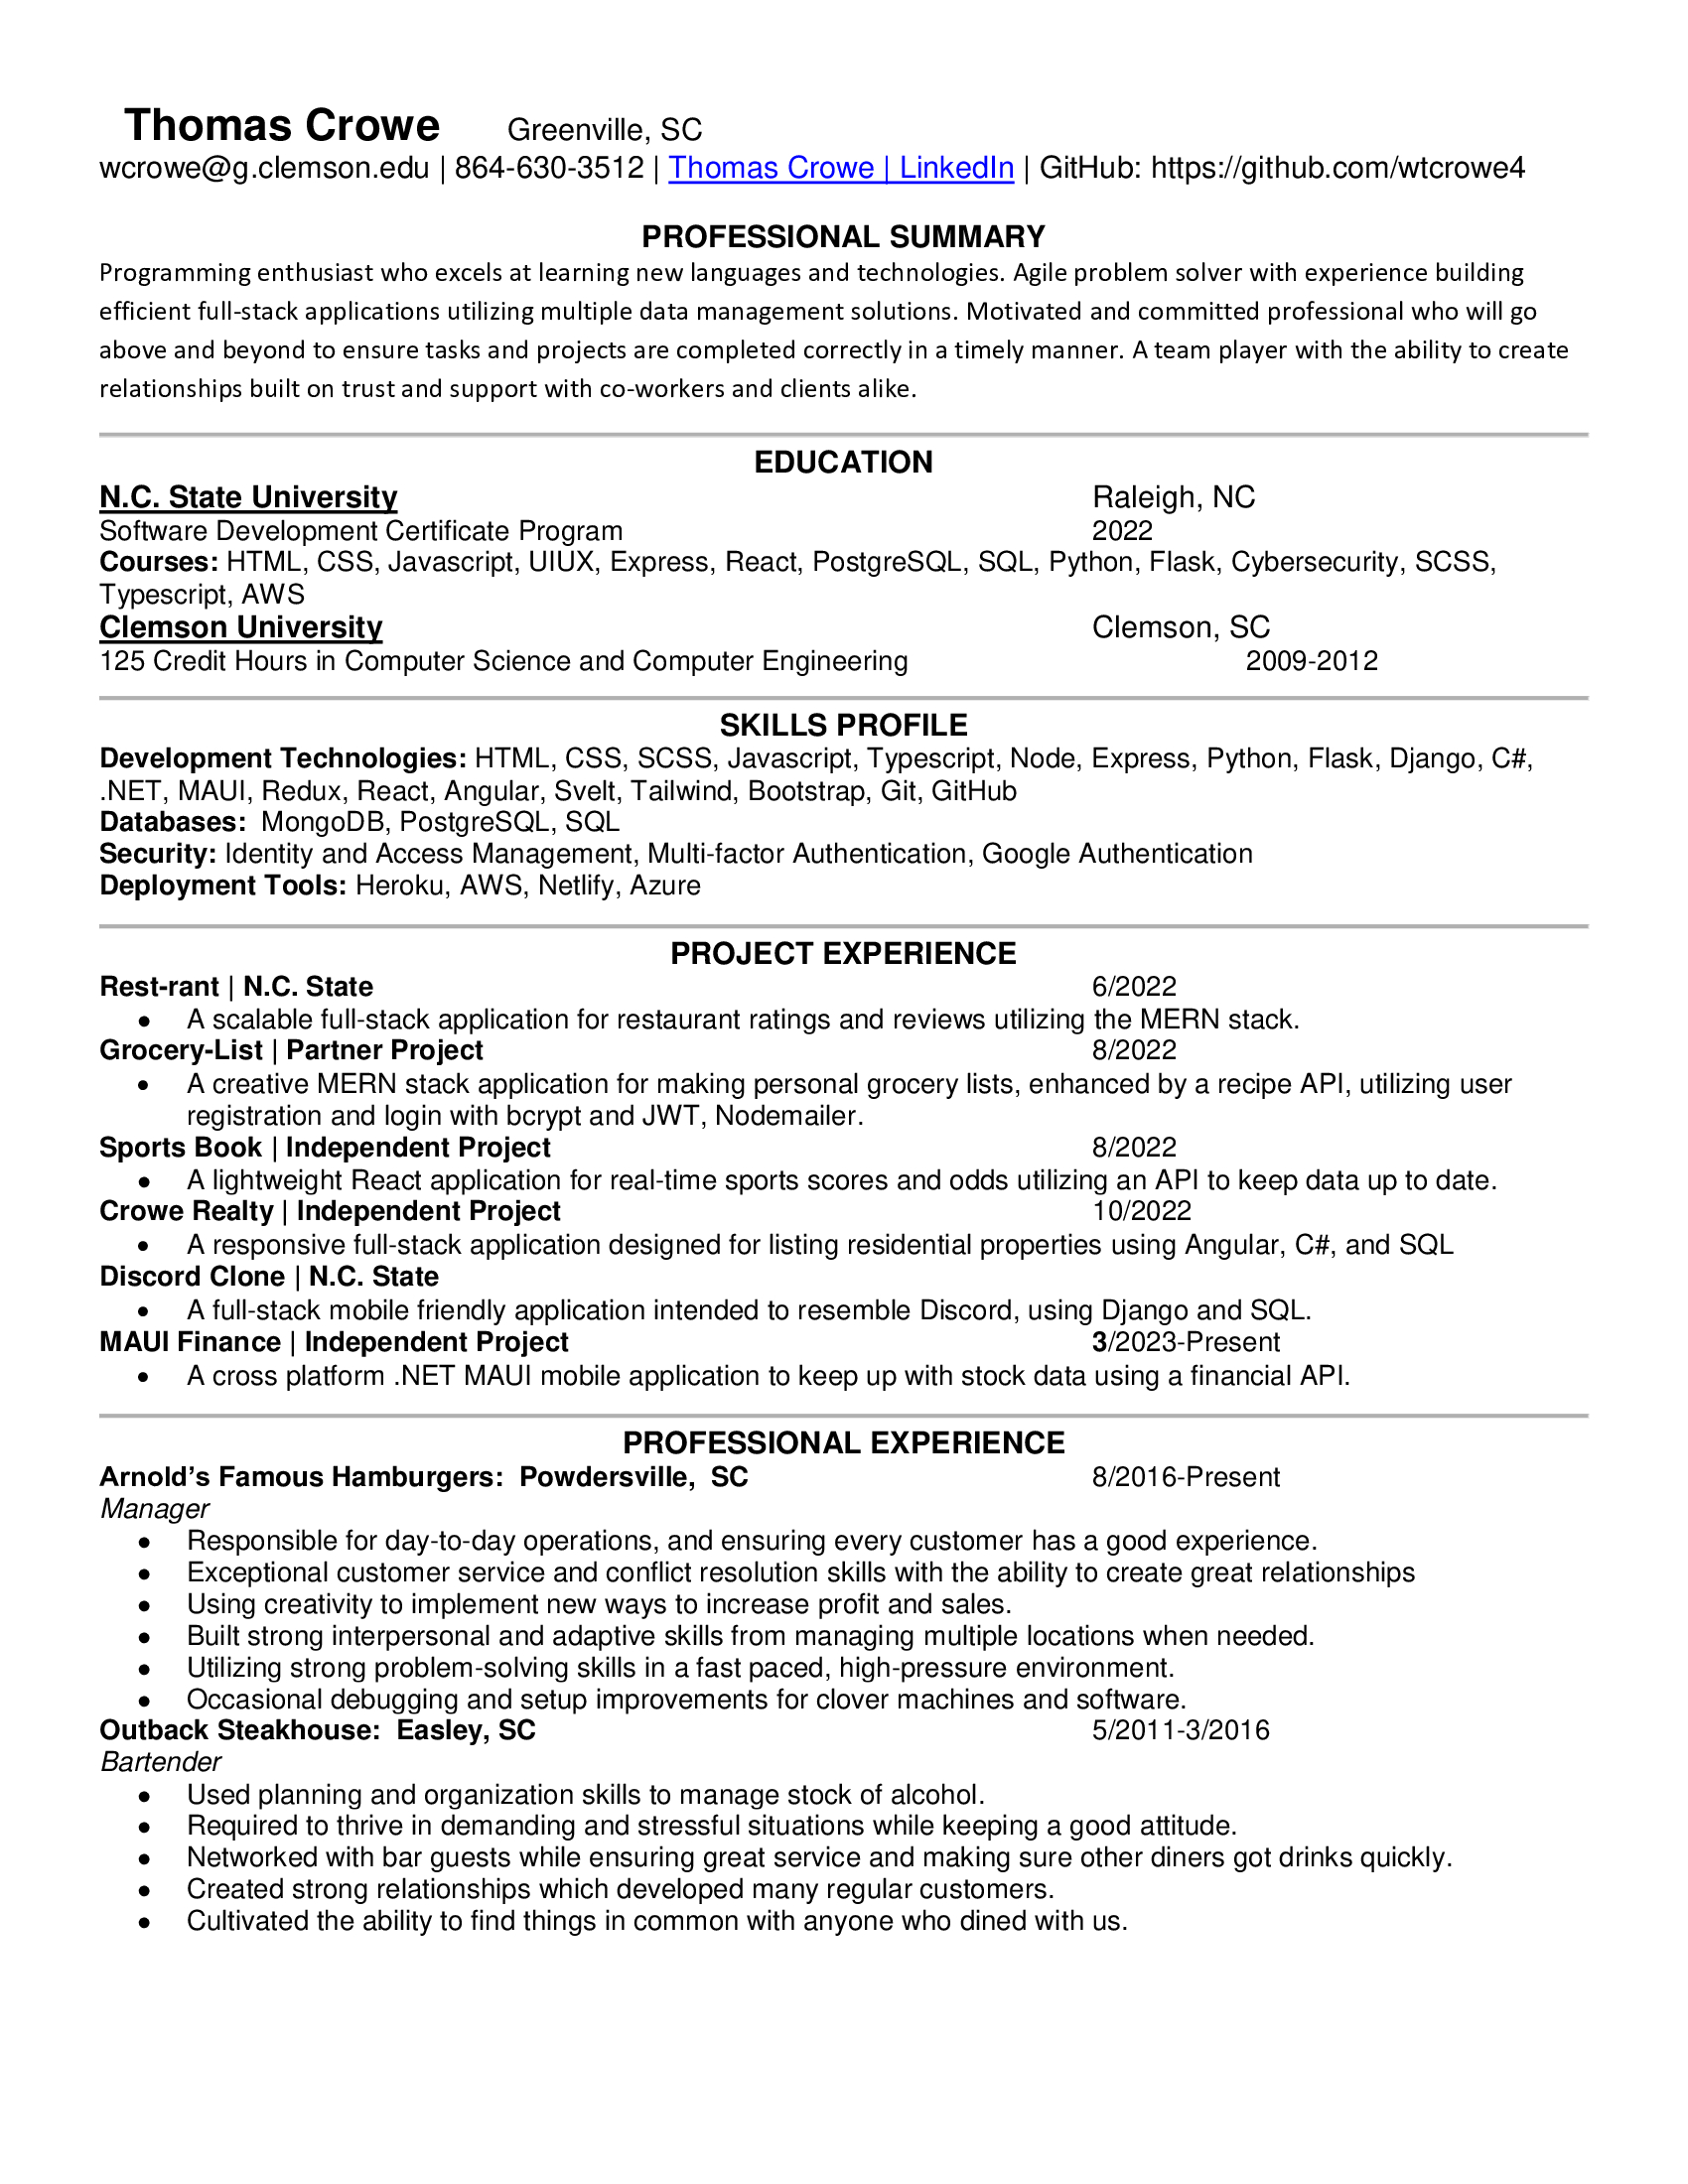 Thomas Crowe Greenville, SC
wcrowe@g.clemson.edu | 864-630-3512 | Thomas Crowe | LinkedIn | GitHub: https://github.com/wtcrowe4
PROFESSIONAL SUMMARY
Programming enthusiast who excels at learning new languages and technologies. Agile problem solver with experience building
efficient full-stack applications utilizing multiple data management solutions. Motivated and committed professional who will go
above and beyond to ensure tasks and projects are completed correctly in a timely manner. A team player with the ability to create
relationships built on trust and support with co-workers and clients alike.
EDUCATION
N.C. State University Raleigh, NC
Software Development Certificate Program 2022
Courses: HTML, CSS, Javascript, UIUX, Express, React, PostgreSQL, SQL, Python, Flask, Cybersecurity, SCSS,
Typescript, AWS
Clemson University Clemson, SC
125 Credit Hours in Computer Science and Computer Engineering 2009-2012
SKILLS PROFILE
Development Technologies: HTML, CSS, SCSS, Javascript, Typescript, Node, Express, Python, Flask, Django, C#,
.NET, MAUI, Redux, React, Angular, Svelt, Tailwind, Bootstrap, Git, GitHub
Databases: MongoDB, PostgreSQL, SQL
Security: Identity and Access Management, Multi-factor Authentication, Google Authentication
Deployment Tools: Heroku, AWS, Netlify, Azure
PROJECT EXPERIENCE
Rest-rant | N.C. State 6/2022
• A scalable full-stack application for restaurant ratings and reviews utilizing the MERN stack.
Grocery-List | Partner Project 8/2022
• A creative MERN stack application for making personal grocery lists, enhanced by a recipe API, utilizing user
registration and login with bcrypt and JWT, Nodemailer.
Sports Book | Independent Project 8/2022
• A lightweight React application for real-time sports scores and odds utilizing an API to keep data up to date.
Crowe Realty | Independent Project 10/2022
• A responsive full-stack application designed for listing residential properties using Angular, C#, and SQL
Discord Clone | N.C. State
• A full-stack mobile friendly application intended to resemble Discord, using Django and SQL.
MAUI Finance | Independent Project 3/2023-Present
• A cross platform .NET MAUI mobile application to keep up with stock data using a financial API.
PROFESSIONAL EXPERIENCE
Arnold’s Famous Hamburgers: Powdersville, SC 8/2016-Present
Manager
• Responsible for day-to-day operations, and ensuring every customer has a good experience.
• Exceptional customer service and conflict resolution skills with the ability to create great relationships
• Using creativity to implement new ways to increase profit and sales.
• Built strong interpersonal and adaptive skills from managing multiple locations when needed.
• Utilizing strong problem-solving skills in a fast paced, high-pressure environment.
• Occasional debugging and setup improvements for clover machines and software.
Outback Steakhouse: Easley, SC 5/2011-3/2016
Bartender
• Used planning and organization skills to manage stock of alcohol.
• Required to thrive in demanding and stressful situations while keeping a good attitude.
• Networked with bar guests while ensuring great service and making sure other diners got drinks quickly.
• Created strong relationships which developed many regular customers.
• Cultivated the ability to find things in common with anyone who dined with us.